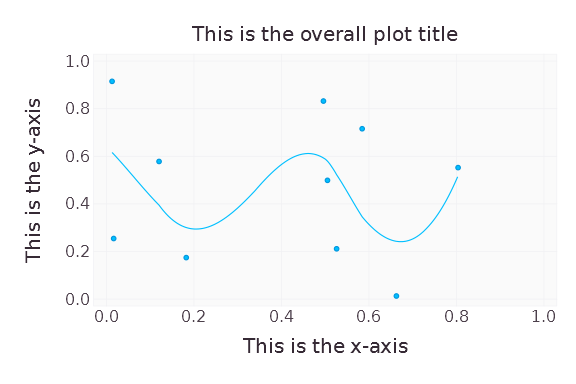 This is the overall plot title
This is the y-axis
1.0
0.8
0.6
0.4
0.2
0.0
0.0 0.2 0.4 0.6 0.8 1.0
This is the x-axis